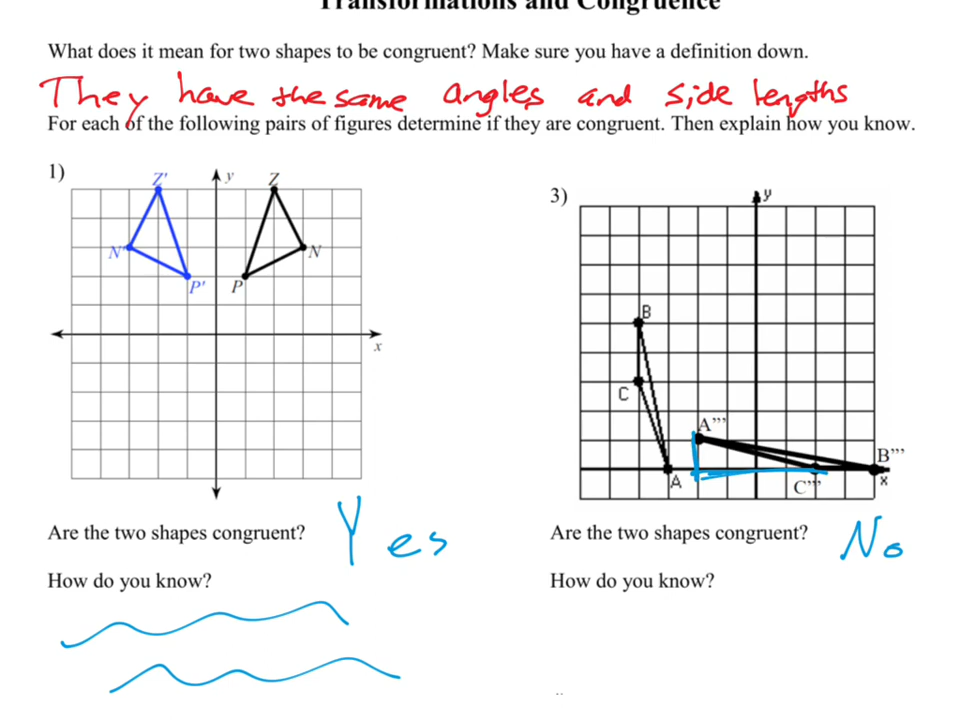 Transformations and Congruence
What does it mean for two shapes to be congruent? Make sure you have a definition down.
They have the same angles and side lengths
For each of the following pairs of figures determine if they are congruent. Then explain how you know.
1)
Z'
y
Z
N'
N
P'
P
x
Are the two shapes congruent? Yes
How do you know?
3)
y
B
C
A'''
B'''
A
C'''
x
Are the two shapes congruent? No
How do you know?